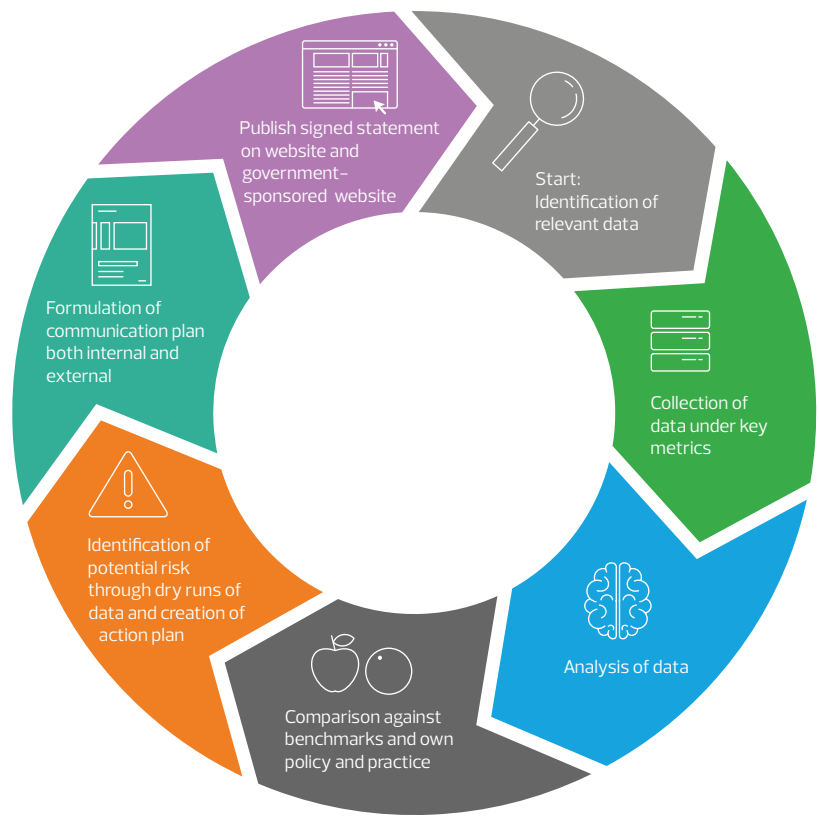 Start:
Identification of
relevant data
Collection of
data under key
metrics
Analysis of data
Comparison against
benchmarks and own
policy and practice
Identification of
potential risk
through dry runs of
data and creation of
action plan
Formulation of
communication plan
both internal and
external
Publish signed statement
on website and
government-
sponsored website